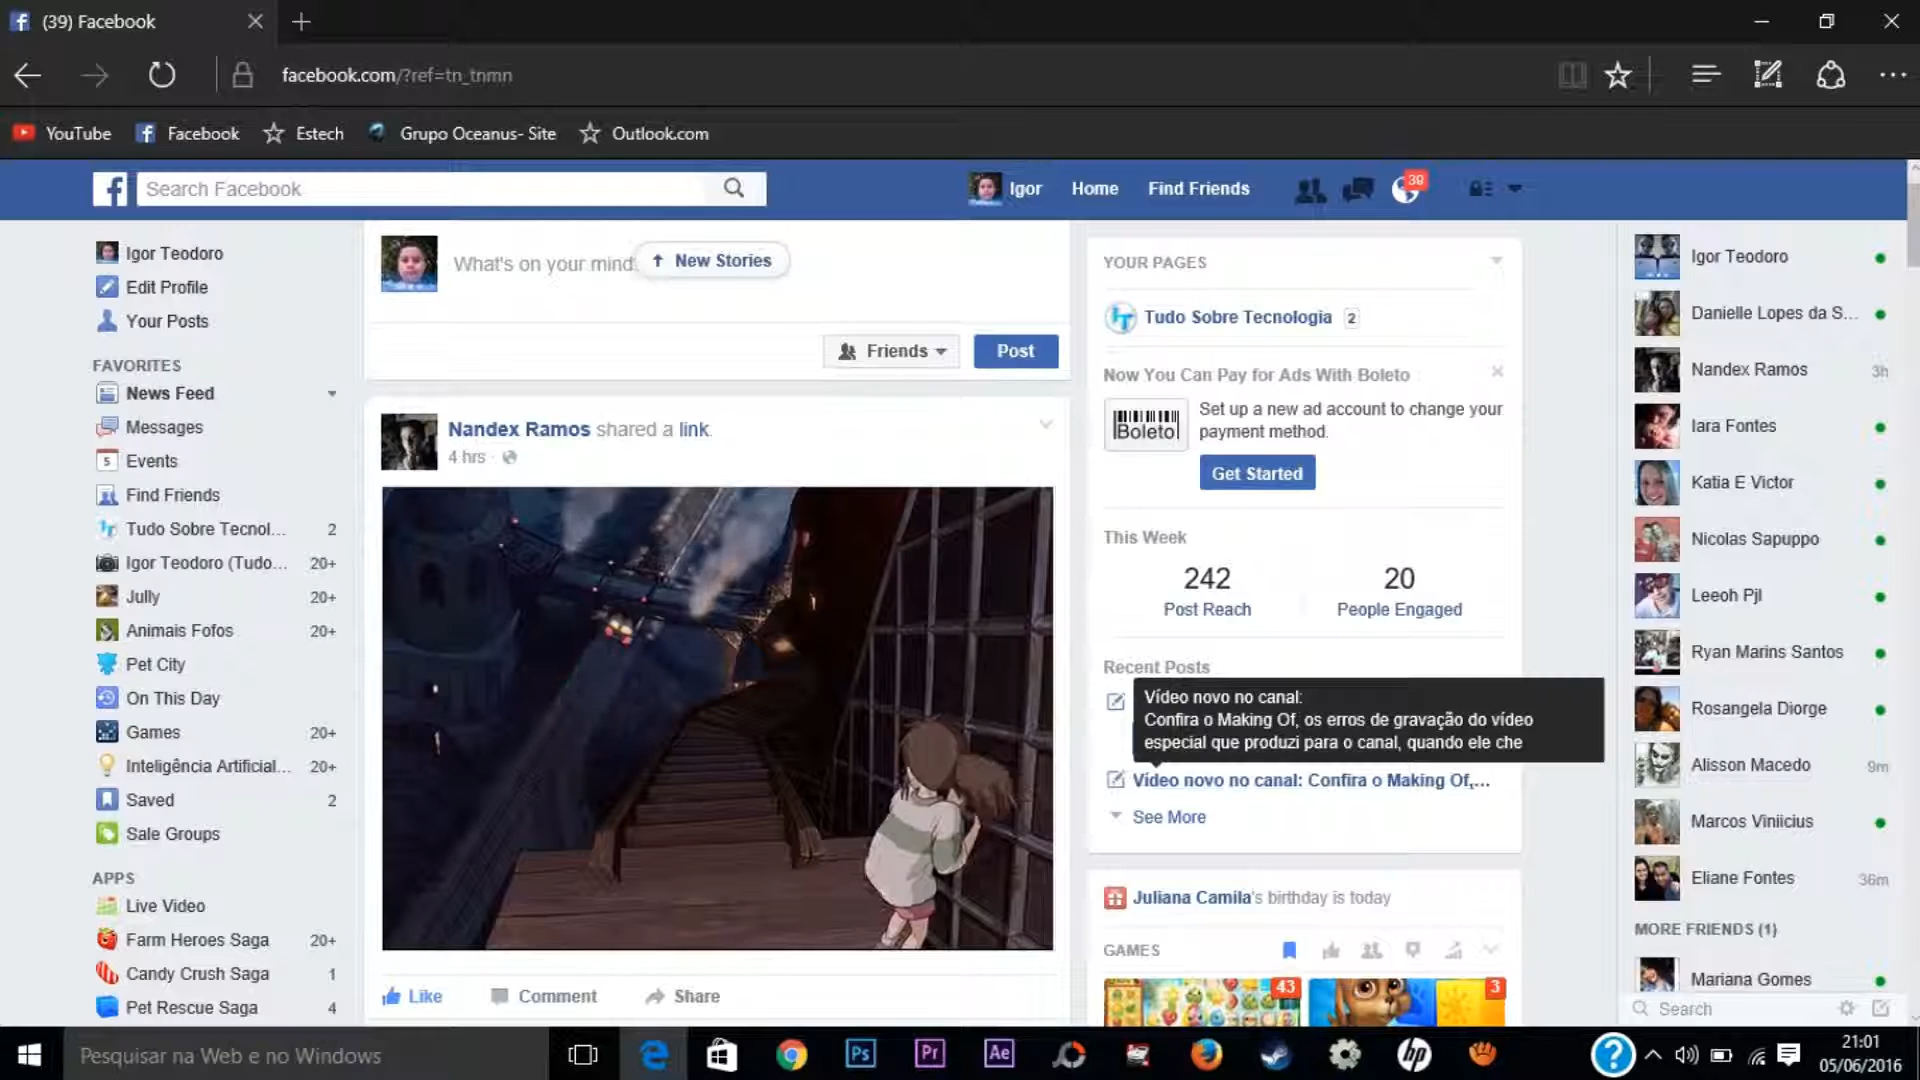 (39) Facebook
facebook.com/?ref=tn_tnmn
YouTube Facebook Estech Grupo Oceanus- Site Outlook.com
Search Facebook
Igor Home Find Friends 39
Igor Teodoro
Edit Profile
Your Posts
FAVORITES
News Feed
Messages
5 Events
Find Friends
Tudo Sobre Tecnol... 2
Igor Teodoro (Tudo... 20+
Jully 20+
Animais Fofos 20+
Pet City
On This Day
Games 20+
Inteligência Artificial... 20+
Saved 2
Sale Groups
APPS
Live Video
Farm Heroes Saga 20+
Candy Crush Saga 1
Pet Rescue Saga 4
What's on your mind
New Stories
Friends Post
Nandex Ramos shared a link.
4 hrs
Like Comment Share
YOUR PAGES
Tudo Sobre Tecnologia 2
Now You Can Pay for Ads With Boleto
Boleto
Set up a new ad account to change your
payment method.
Get Started
This Week
242 20
Post Reach People Engaged
Recent Posts
Vídeo novo no canal:
Confira o Making Of, os erros de gravação do vídeo
especial que produzi para o canal, quando ele che
Vídeo novo no canal: Confira o Making Of,...
See More
Juliana Camila's birthday is today
GAMES
43 3
Igor Teodoro
Danielle Lopes da S...
Nandex Ramos 3h
Iara Fontes
Katia E Victor
Nicolas Sapuppo
Leeoh Pjl
Ryan Marins Santos
Rosangela Diorge
Alisson Macedo 9m
Marcos Viniicius
Eliane Fontes 36m
MORE FRIENDS (1)
Mariana Gomes
Search
Pesquisar na Web e no Windows
Ps Pr Ae hp ?
21:01
05/06/2016